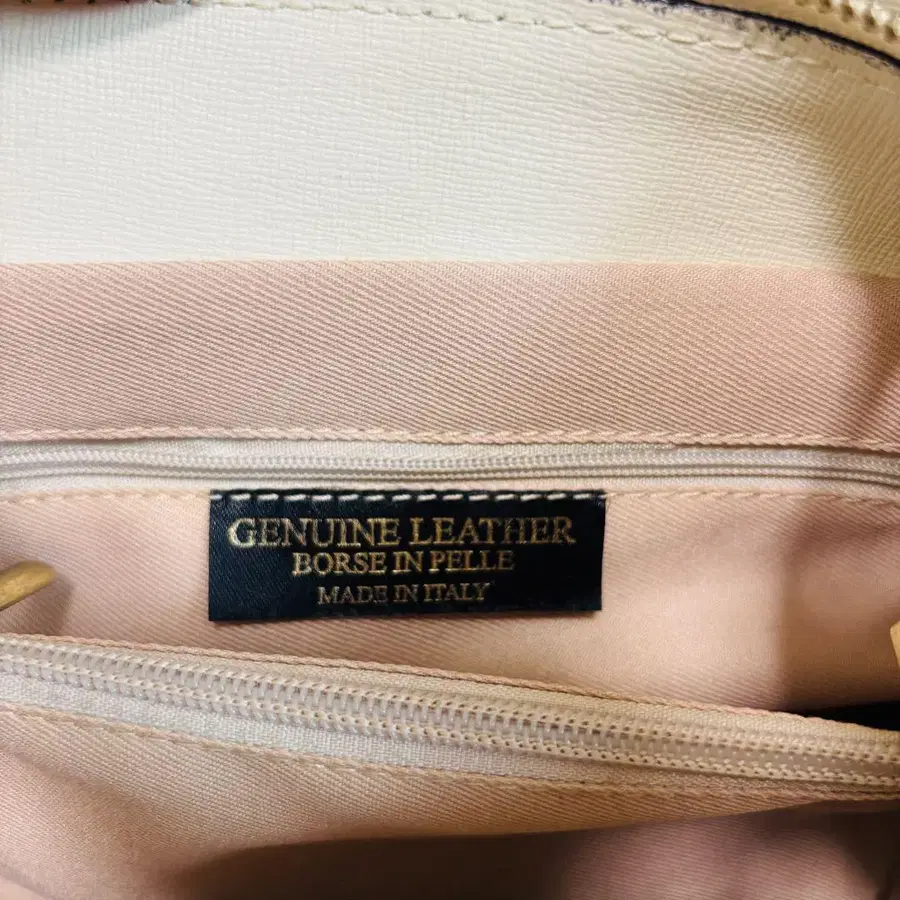 GENUINE LEATHER
BORSE IN PELLE
MADE IN ITALY